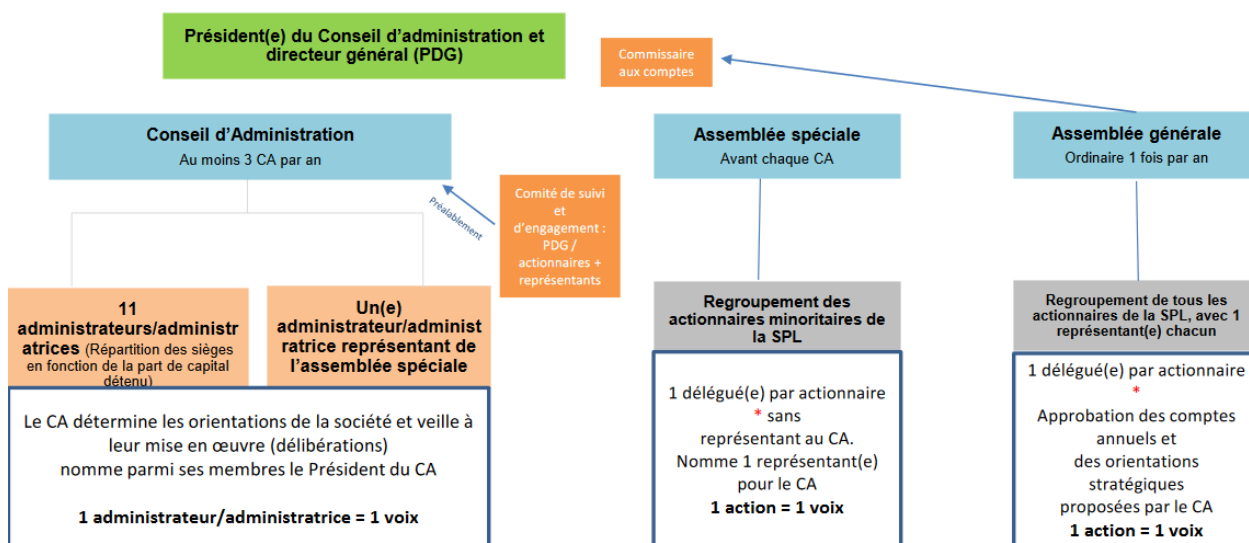 Président(e) du Conseil d'administration et
directeur général (PDG)
Commissaire
aux comptes
Conseil d'Administration
Au moins 3 CA par an
Assemblée spéciale
Avant chaque CA
Assemblée générale
Ordinaire 1 fois par an
Préalablement
Comité de suivi
et
d'engagement :
PDG /
actionnaires +
représentants
11
administrateurs/administr
atrices (Répartition des sièges
en fonction de la part de capital
détenu)
Un(e)
administrateur/administ
ratrice représentant de
l'assemblée spéciale
Le CA détermine les orientations de la société et veille à
leur mise en œuvre (délibérations)
nomme parmi ses membres le Président du CA
1 administrateur/administratrice = 1 voix
Regroupement des
actionnaires minoritaires de
la SPL
1 délégué(e) par actionnaire
* sans
représentant au CA.
Nomme 1 représentant(e)
pour le CA
1 action = 1 voix
Regroupement de tous les
actionnaires de la SPL, avec 1
représentant(e) chacun
1 délégué(e) par actionnaire
*
Approbation des comptes
annuels et
des orientations
stratégiques
proposées par le CA
1 action = 1 voix